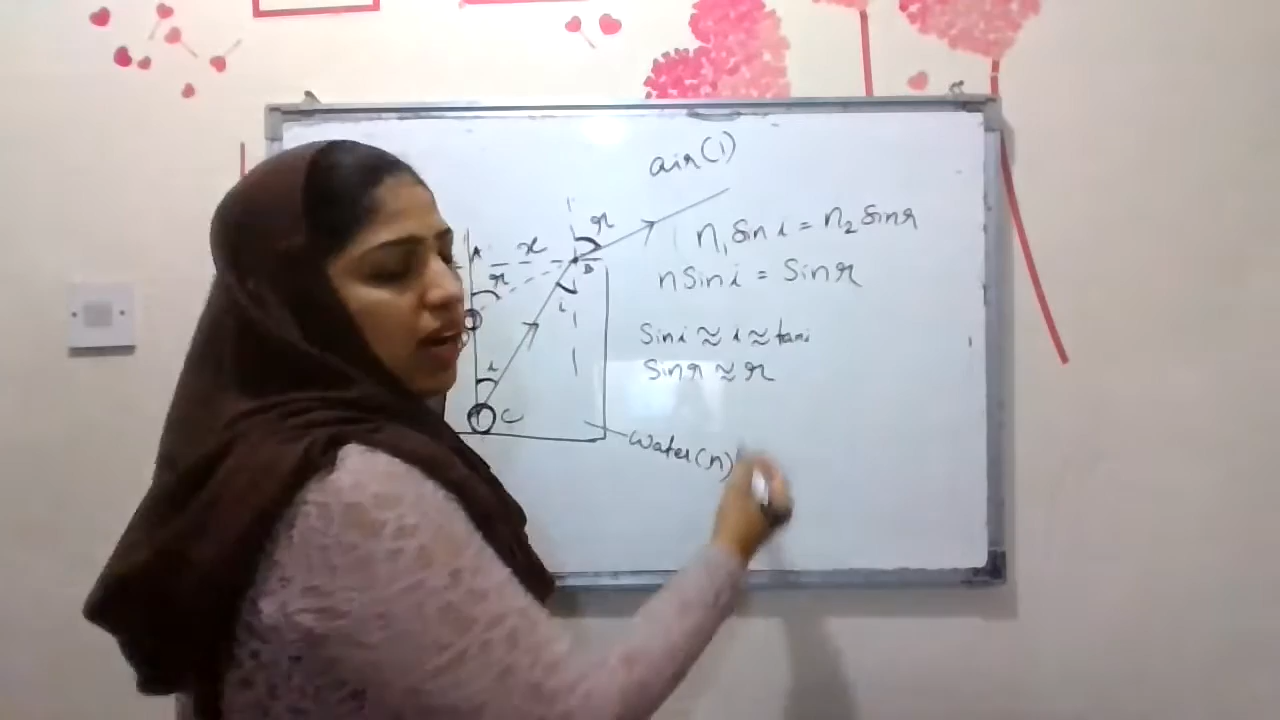 air(1)
n₁ Sin i = n₂ Sin r
n Sin i = Sin r
Sin i ≈ i ≈ tan i
Sin r ≈ r
Water (n)
A
x
r
B
r
i
i
C